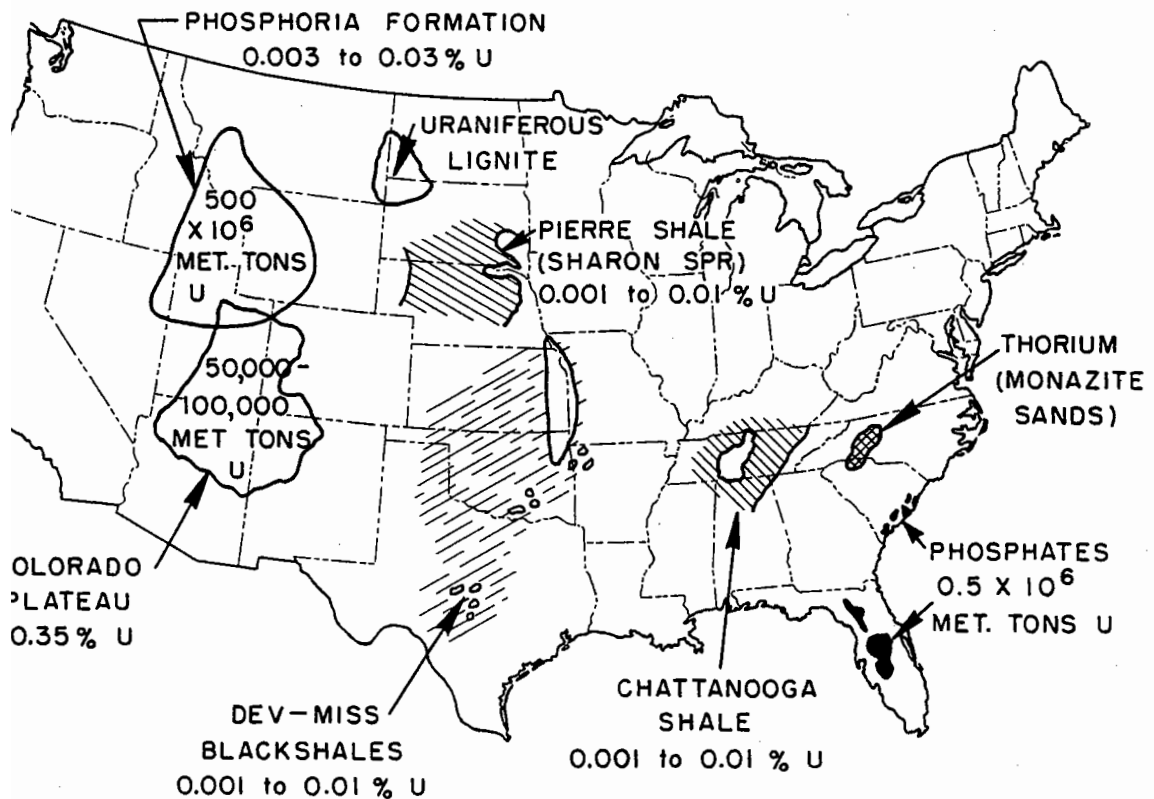 PHOSPHORIA FORMATION
0.003 to 0.03% U
URANIFEROUS
LIGNITE
500
X 10⁶
MET. TONS
U
PIERRE SHALE
(SHARON SPR)
0.001 to 0.01% U
50,000-
100,000
MET TONS
U
THORIUM
(MONAZITE
SANDS)
OLORADO
PLATEAU
0.35% U
PHOSPHATES
0.5 X 10⁶
MET. TONS U
DEV-MISS
BLACKSHALES
0.001 to 0.01 % U
CHATTANOOGA
SHALE
0.001 to 0.01 % U